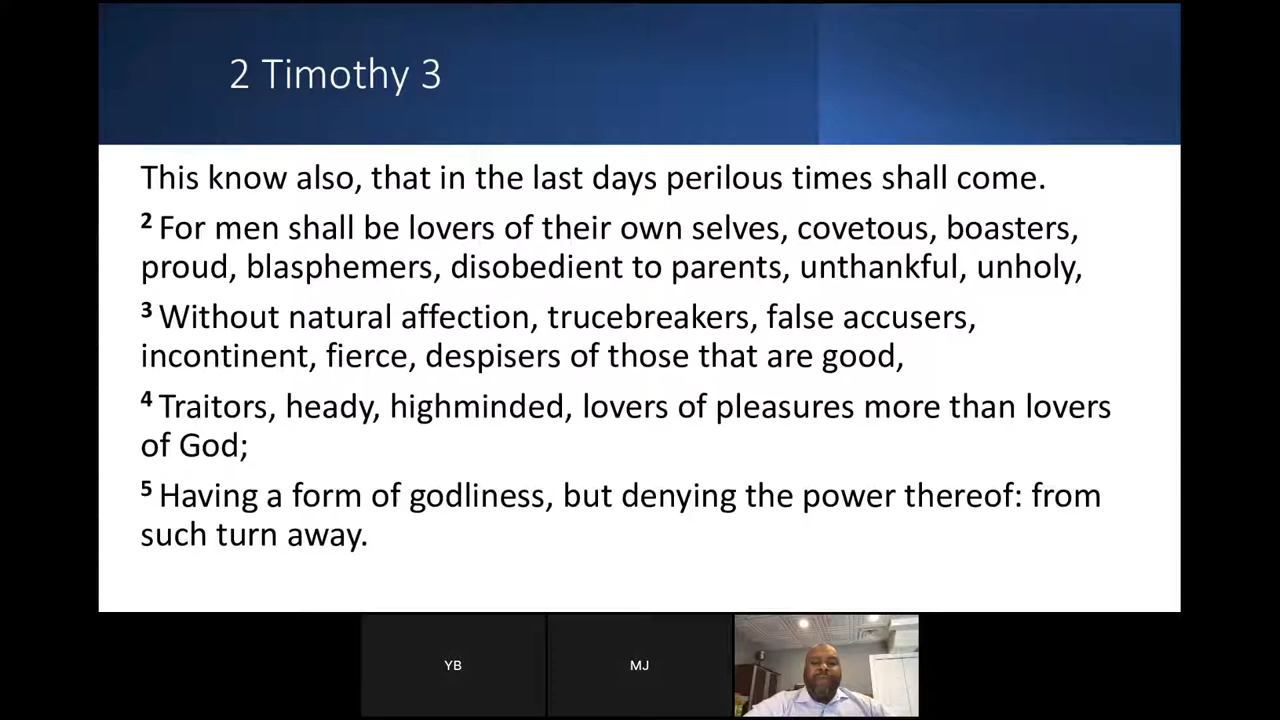 2 Timothy 3
This know also, that in the last days perilous times shall come.
2 For men shall be lovers of their own selves, covetous, boasters,
proud, blasphemers, disobedient to parents, unthankful, unholy,
3 Without natural affection, trucebreakers, false accusers,
incontinent, fierce, despisers of those that are good,
4 Traitors, heady, highminded, lovers of pleasures more than lovers
of God;
5 Having a form of godliness, but denying the power thereof: from
such turn away.
YB
MJ